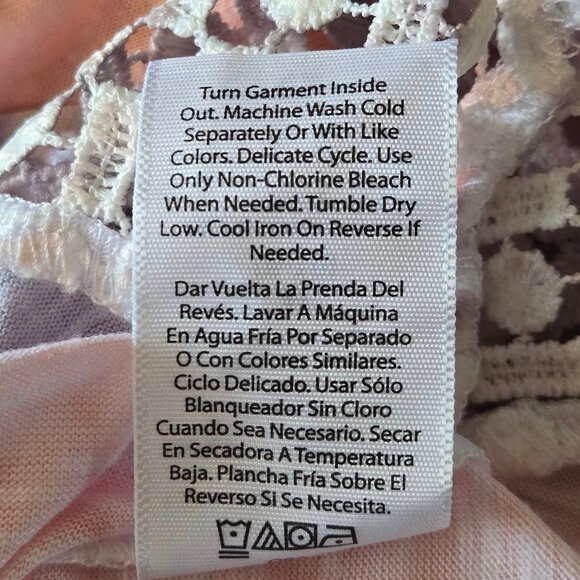 Turn Garment Inside
Out. Machine Wash Cold
Separately Or With Like
Colors. Delicate Cycle. Use
Only Non-Chlorine Bleach
When Needed. Tumble Dry
Low. Cool Iron On Reverse If
Needed.
Dar Vuelta La Prenda Del
Revés. Lavar A Máquina
En Agua Fría Por Separado
O Con Colores Similares.
Ciclo Delicado. Usar Sólo
Blanqueador Sin Cloro
Cuando Sea Necesario. Secar
En Secadora A Temperatura
Baja. Plancha Fría Sobre El
Reverso Si Se Necesita.